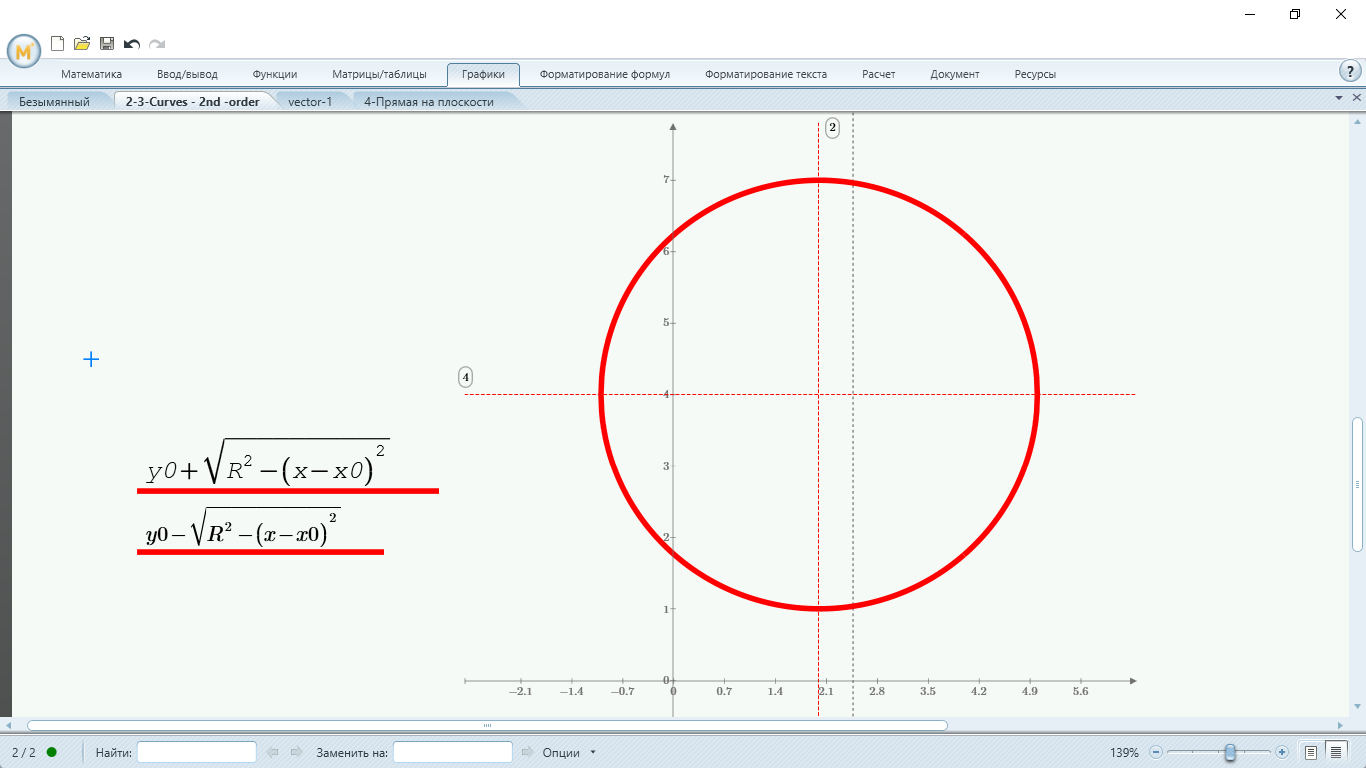 Математика Ввод/вывод Функции Матрицы/таблицы Графики Форматирование формул Форматирование текста Расчет Документ Ресурсы ?
Безымянный 2-3-Curves - 2nd -order vector-1 4-Прямая на плоскости
2
7
6
5
4
4
3
2
1
0
y0+√(R²−(x−x0)²)
y0−√(R²−(x−x0)²)
−2.1 −1.4 −0.7 0 0.7 1.4 2.1 2.8 3.5 4.2 4.9 5.6
2 / 2 Найти: Заменить на: Опции 139%